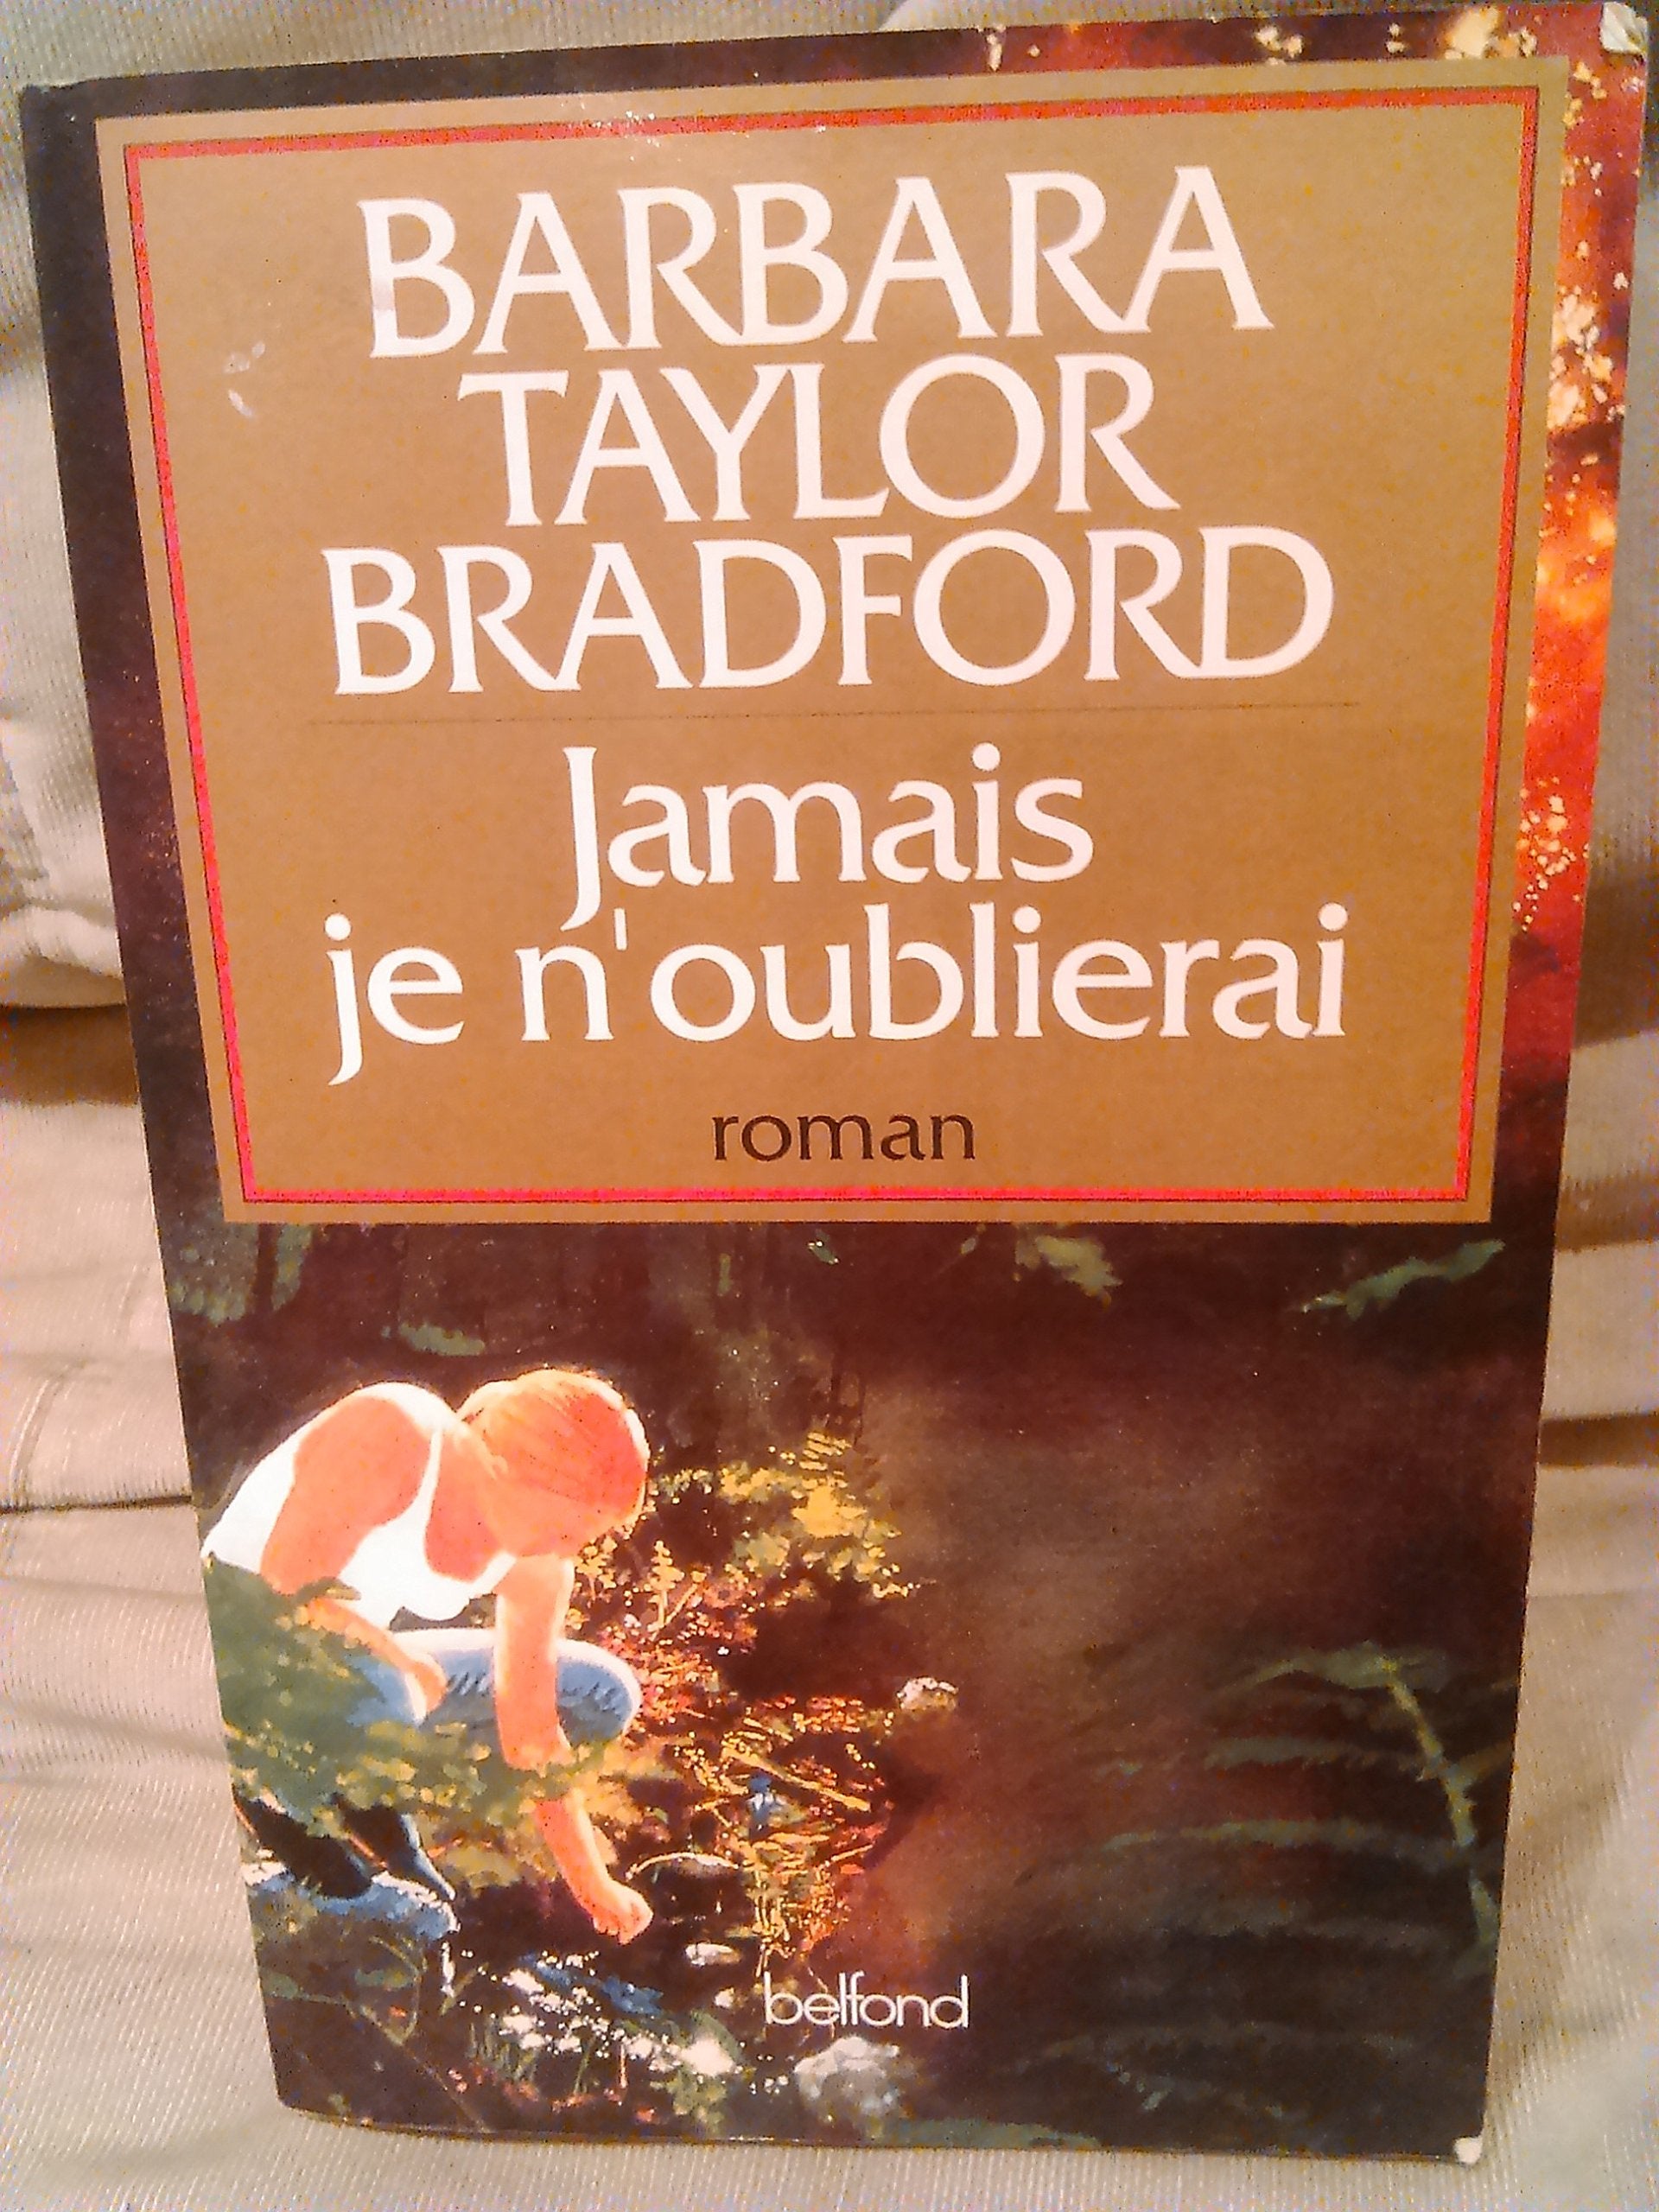 BARBARA
TAYLOR
BRADFORD
Jamais
je n'oublierai
roman
belfond